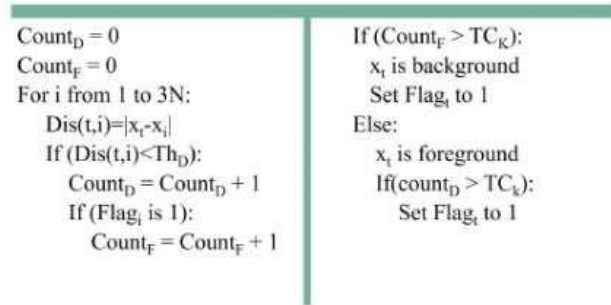 Count_D = 0
Count_F = 0
For i from 1 to 3N:
Dis(t,i)=|x_t-x_i|
If (Dis(t,i)<Th_D):
Count_D = Count_D + 1
If (Flag_i is 1):
Count_F = Count_F + 1
If (Count_F > TC_K):
x_t is background
Set Flag_t to 1
Else:
x_t is foreground
If(count_D > TC_k):
Set Flag_t to 1